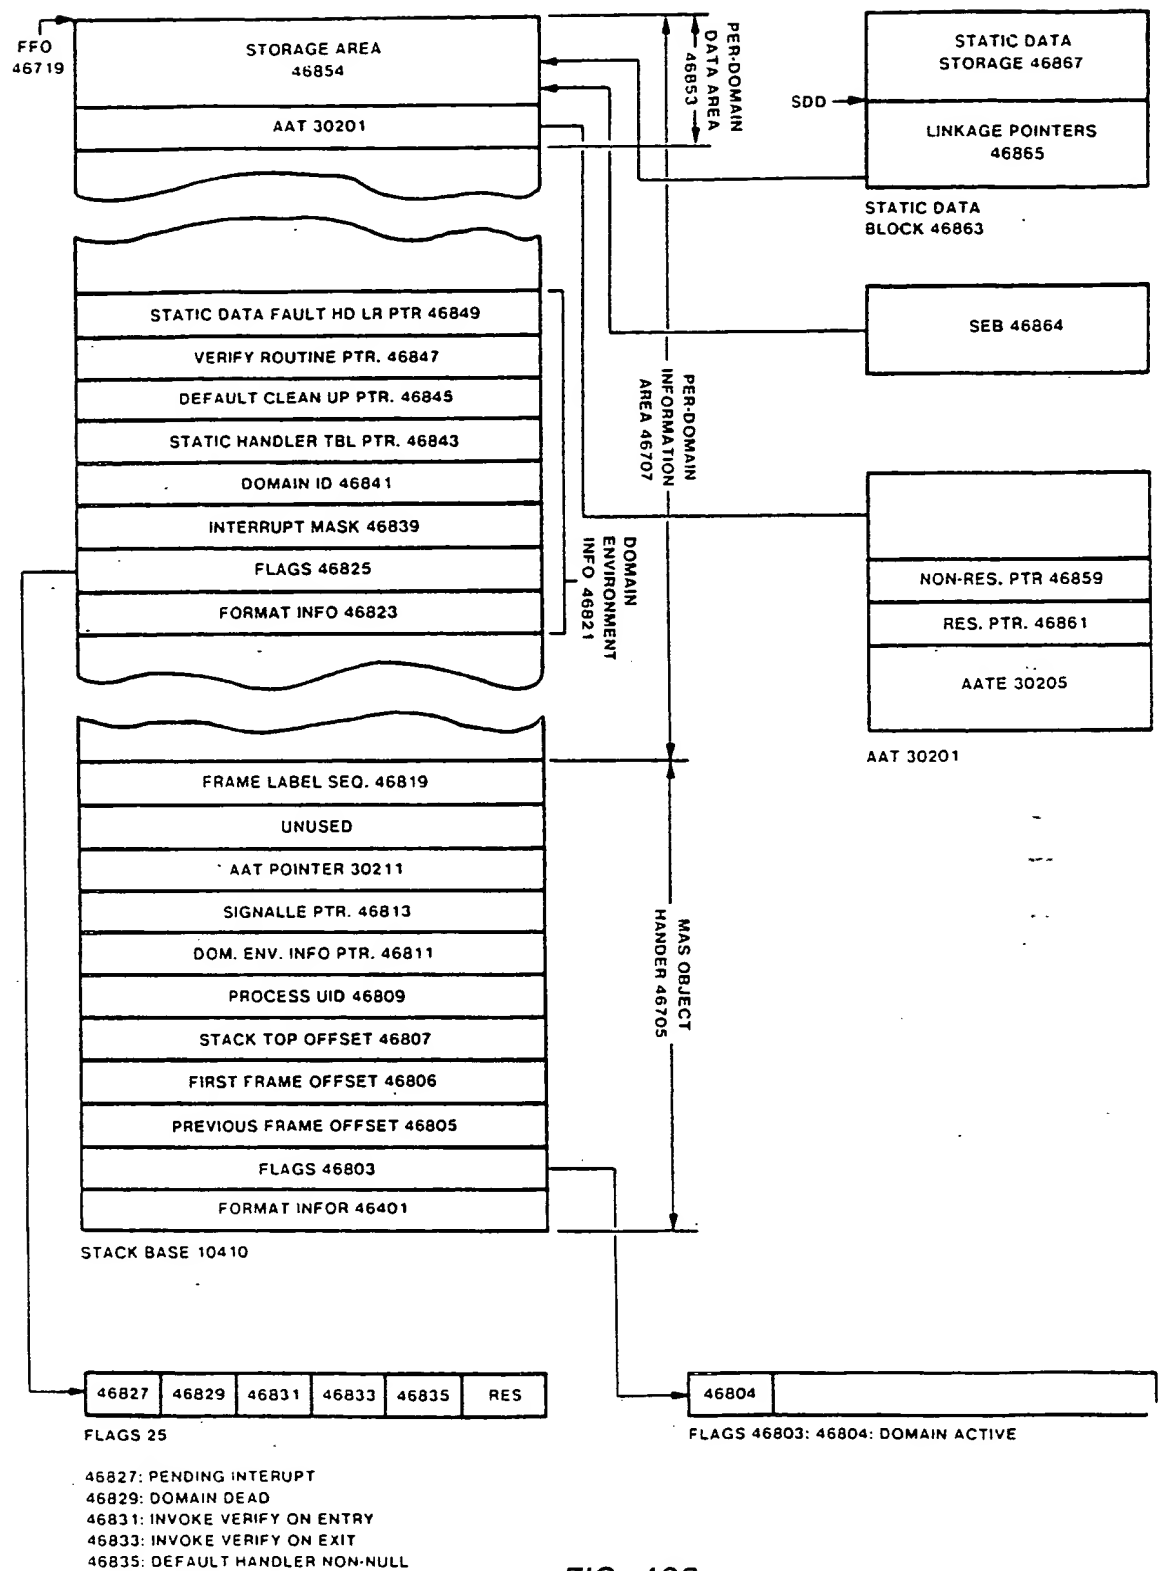 FFO
46719
STORAGE AREA
46854
AAT 30201
PER-DOMAIN
DATA AREA
46853
STATIC DATA
STORAGE 46867
SDD
LINKAGE POINTERS
46865
STATIC DATA
BLOCK 46863
SEB 46864
STATIC DATA FAULT HD LR PTR 46849
VERIFY ROUTINE PTR. 46847
DEFAULT CLEAN UP PTR. 46845
STATIC HANDLER TBL PTR. 46843
DOMAIN ID 46841
INTERRUPT MASK 46839
FLAGS 46825
FORMAT INFO 46823
DOMAIN
ENVIRONMENT
INFO 46821
PER-DOMAIN
INFORMATION
AREA 46707
NON-RES. PTR 46859
RES. PTR. 46861
AATE 30205
AAT 30201
FRAME LABEL SEQ. 46819
UNUSED
AAT POINTER 30211
SIGNALLE PTR. 46813
DOM. ENV. INFO PTR. 46811
PROCESS UID 46809
STACK TOP OFFSET 46807
FIRST FRAME OFFSET 46806
PREVIOUS FRAME OFFSET 46805
FLAGS 46803
FORMAT INFOR 46401
MAS OBJECT
HANDER 46705
STACK BASE 10410
46827 46829 46831 46833 46835 RES
FLAGS 25
46804
FLAGS 46803: 46804: DOMAIN ACTIVE
46827: PENDING INTERUPT
46829: DOMAIN DEAD
46831: INVOKE VERIFY ON ENTRY
46833: INVOKE VERIFY ON EXIT
46835: DEFAULT HANDLER NON-NULL